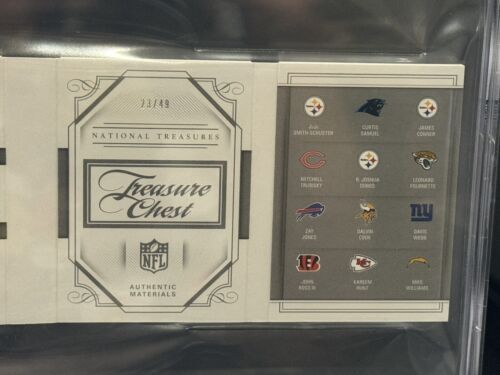 23/49
NATIONAL TREASURES
Treasure
Chest
NFL
AUTHENTIC
MATERIALS
JuJu
SMITH-SCHUSTER
CURTIS
SAMUEL
JAMES
CONNER
MITCHELL
TRUBISKY
R. JOSHUA
DOBBS
LEONARD
FOURNETTE
ZAY
JONES
DALVIN
COOK
DAVIS
WEBB
JOHN
ROSS III
KAREEM
HUNT
MIKE
WILLIAMS